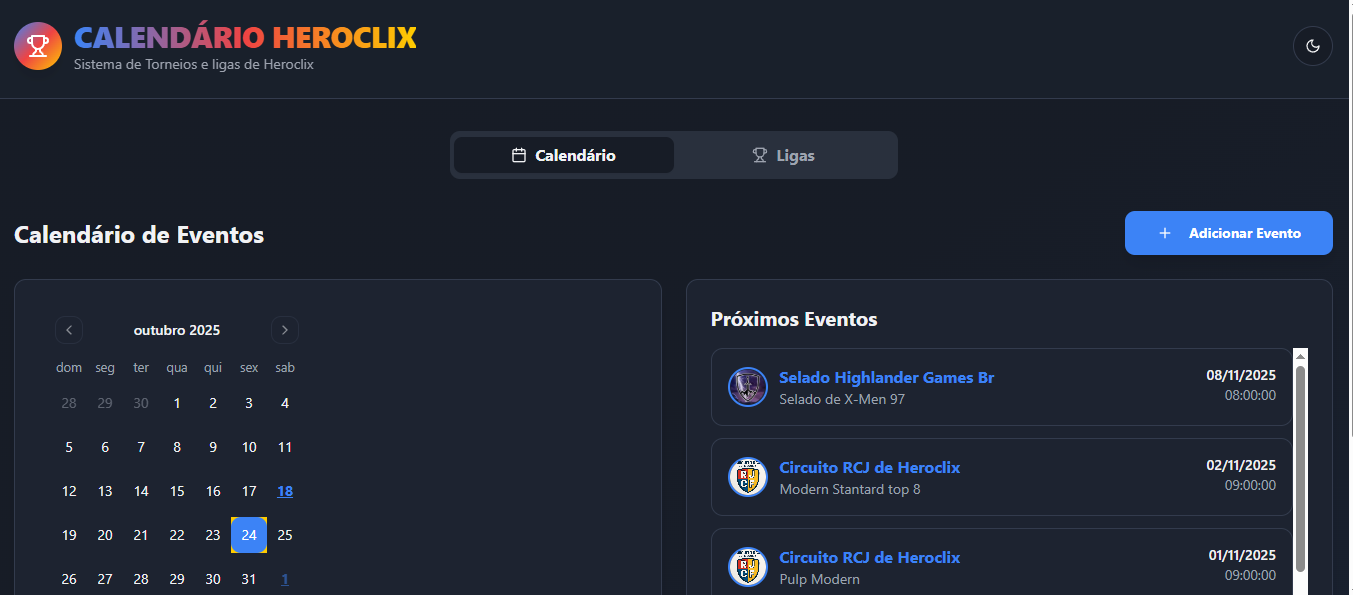 CALENDÁRIO HEROCLIX
Sistema de Torneios e ligas de Heroclix
Calendário
Ligas
Calendário de Eventos
Adicionar Evento
outubro 2025
dom seg ter qua qui sex sab
28 29 30 1 2 3 4
5 6 7 8 9 10 11
12 13 14 15 16 17 18
19 20 21 22 23 24 25
26 27 28 29 30 31 1
Próximos Eventos
Selado Highlander Games Br
Selado de X-Men 97
08/11/2025
08:00:00
Circuito RCJ de Heroclix
Modern Stantard top 8
02/11/2025
09:00:00
Circuito RCJ de Heroclix
Pulp Modern
01/11/2025
09:00:00